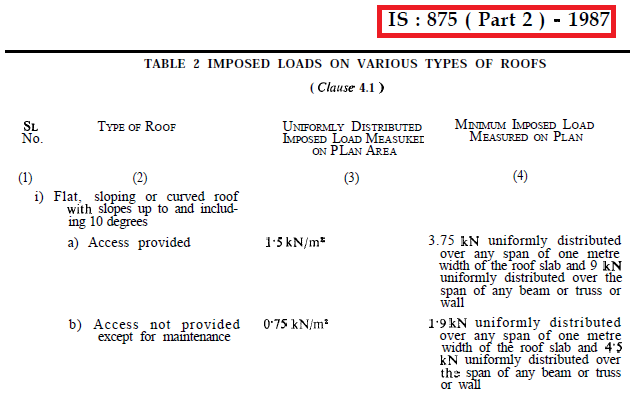 IS : 875 ( Part 2 ) - 1987
TABLE 2 IMPOSED LOADS ON VARIOUS TYPES OF ROOFS
( Clause 4.1 )
SL
No.
TYPE OF ROOF
UNIFORMLY DISTRIBUTED
IMPOSED LOAD MEASURED
ON PLAN AREA
MINIMUM IMPOSED LOAD
MEASURED ON PLAN
(1)
(2)
(3)
(4)
i) Flat, sloping or curved roof
with slopes up to and includ-
ing 10 degrees
a) Access provided
1·5 kN/m²
3.75 kN uniformly distributed
over any span of one metre
width of the roof slab and 9 kN
uniformly distributed over the
span of any beam or truss or
wall
b) Access not provided
except for maintenance
0·75 kN/m²
1·9 kN uniformly distributed
over any span of one metre
width of the roof slab and 4·5
kN uniformly distributed over
the span of any beam or truss
or wall